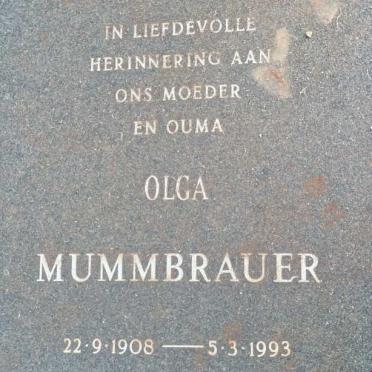 IN LIEFDEVOLLE
HERINNERING AAN
ONS MOEDER
EN OUMA
OLGA
MUMMBRAUER
22·9·1908 — 5·3·1993